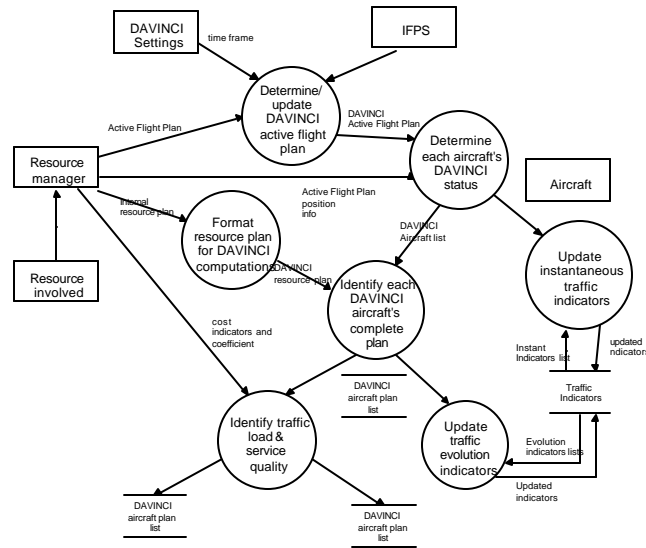 DAVINCI
Settings
IFPS
time frame
Determine/
update
DAVINCI
active flight
plan
DAVINCI
Active Flight Plan
Active Flight Plan
Determine
each aircraft's
DAVINCI
status
Resource
manager
Aircraft
Internal
resource plan
Active Flight Plan
position
info
Format
resource plan
for DAVINCI
computations
DAVINCI
Aircraft list
Update
instantaneous
traffic
indicators
DAVINCI
resource plan
Resource
involved
Identify each
DAVINCI
aircraft's
complete
plan
cost
indicators and
coefficient
Instant
Indicators list
updated
ndicators
DAVINCI
aircraft plan
list
Traffic
Indicators
Identify traffic
load &
service
quality
Update
traffic
evolution
indicators
Evolution
indicators lists
Updated
indicators
DAVINCI
aircraft plan
list
DAVINCI
aircraft plan
list